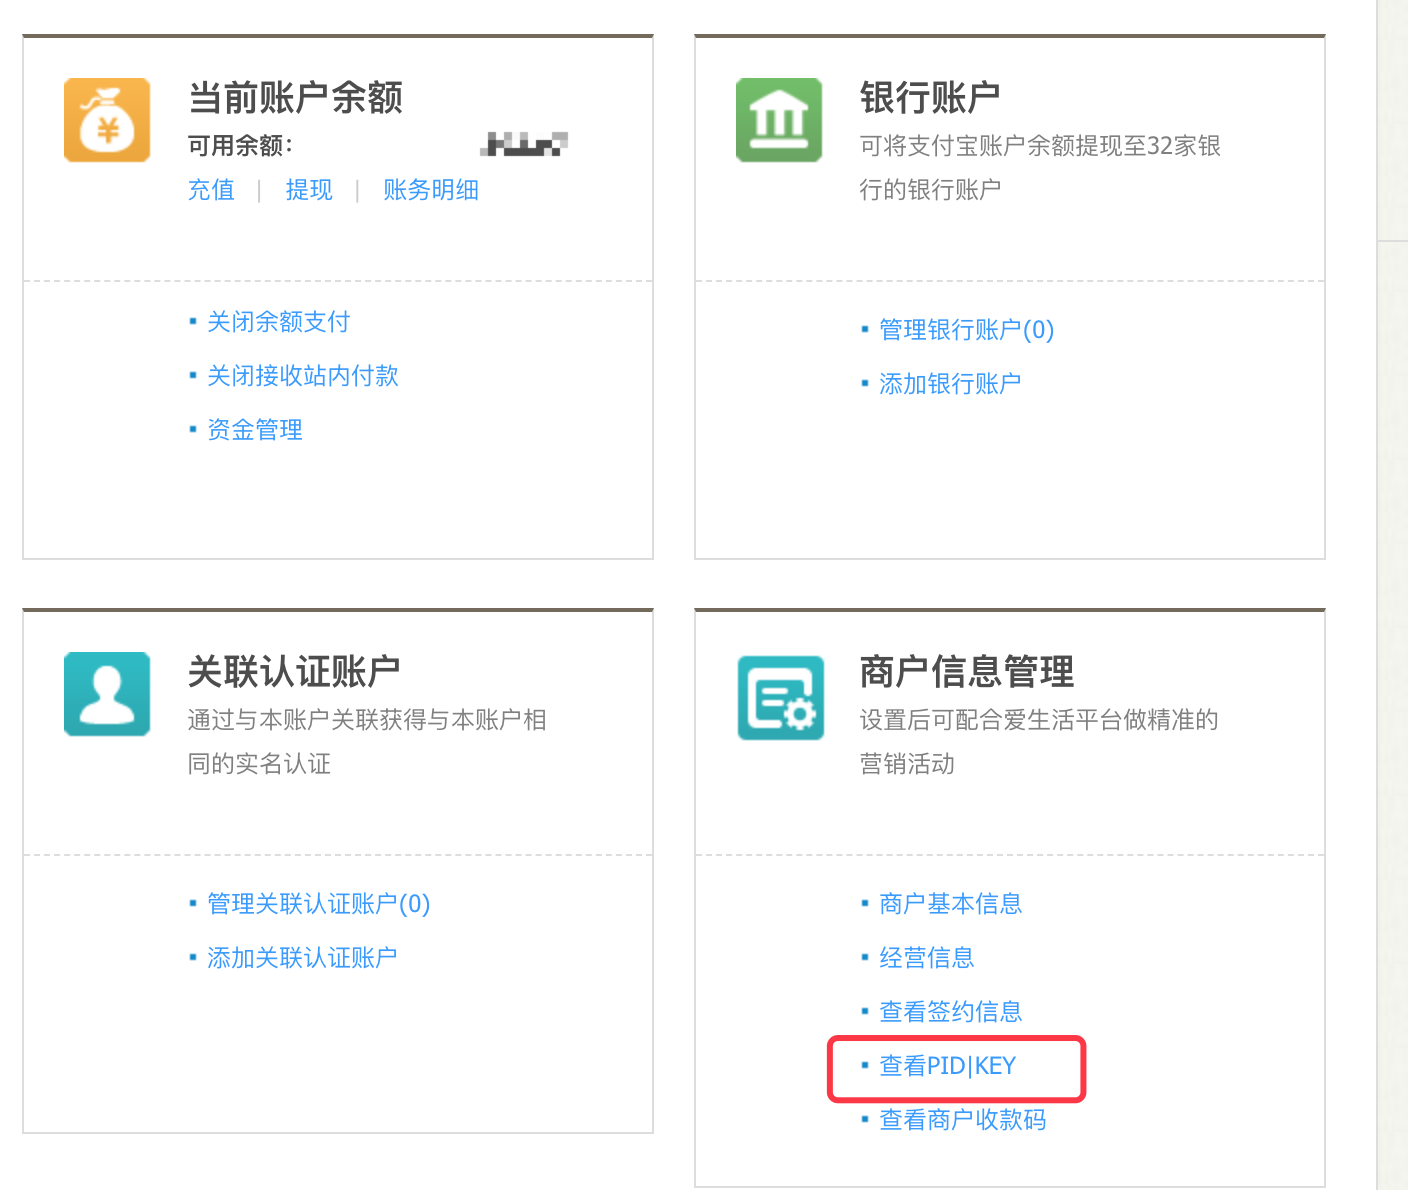 当前账户余额
可用余额：
充值 | 提现 | 账务明细
关闭余额支付
关闭接收站内付款
资金管理
银行账户
可将支付宝账户余额提现至32家银
行的银行账户
管理银行账户(0)
添加银行账户
关联认证账户
通过与本账户关联获得与本账户相
同的实名认证
管理关联认证账户(0)
添加关联认证账户
商户信息管理
设置后可配合爱生活平台做精准的
营销活动
商户基本信息
经营信息
查看签约信息
查看PID|KEY
查看商户收款码